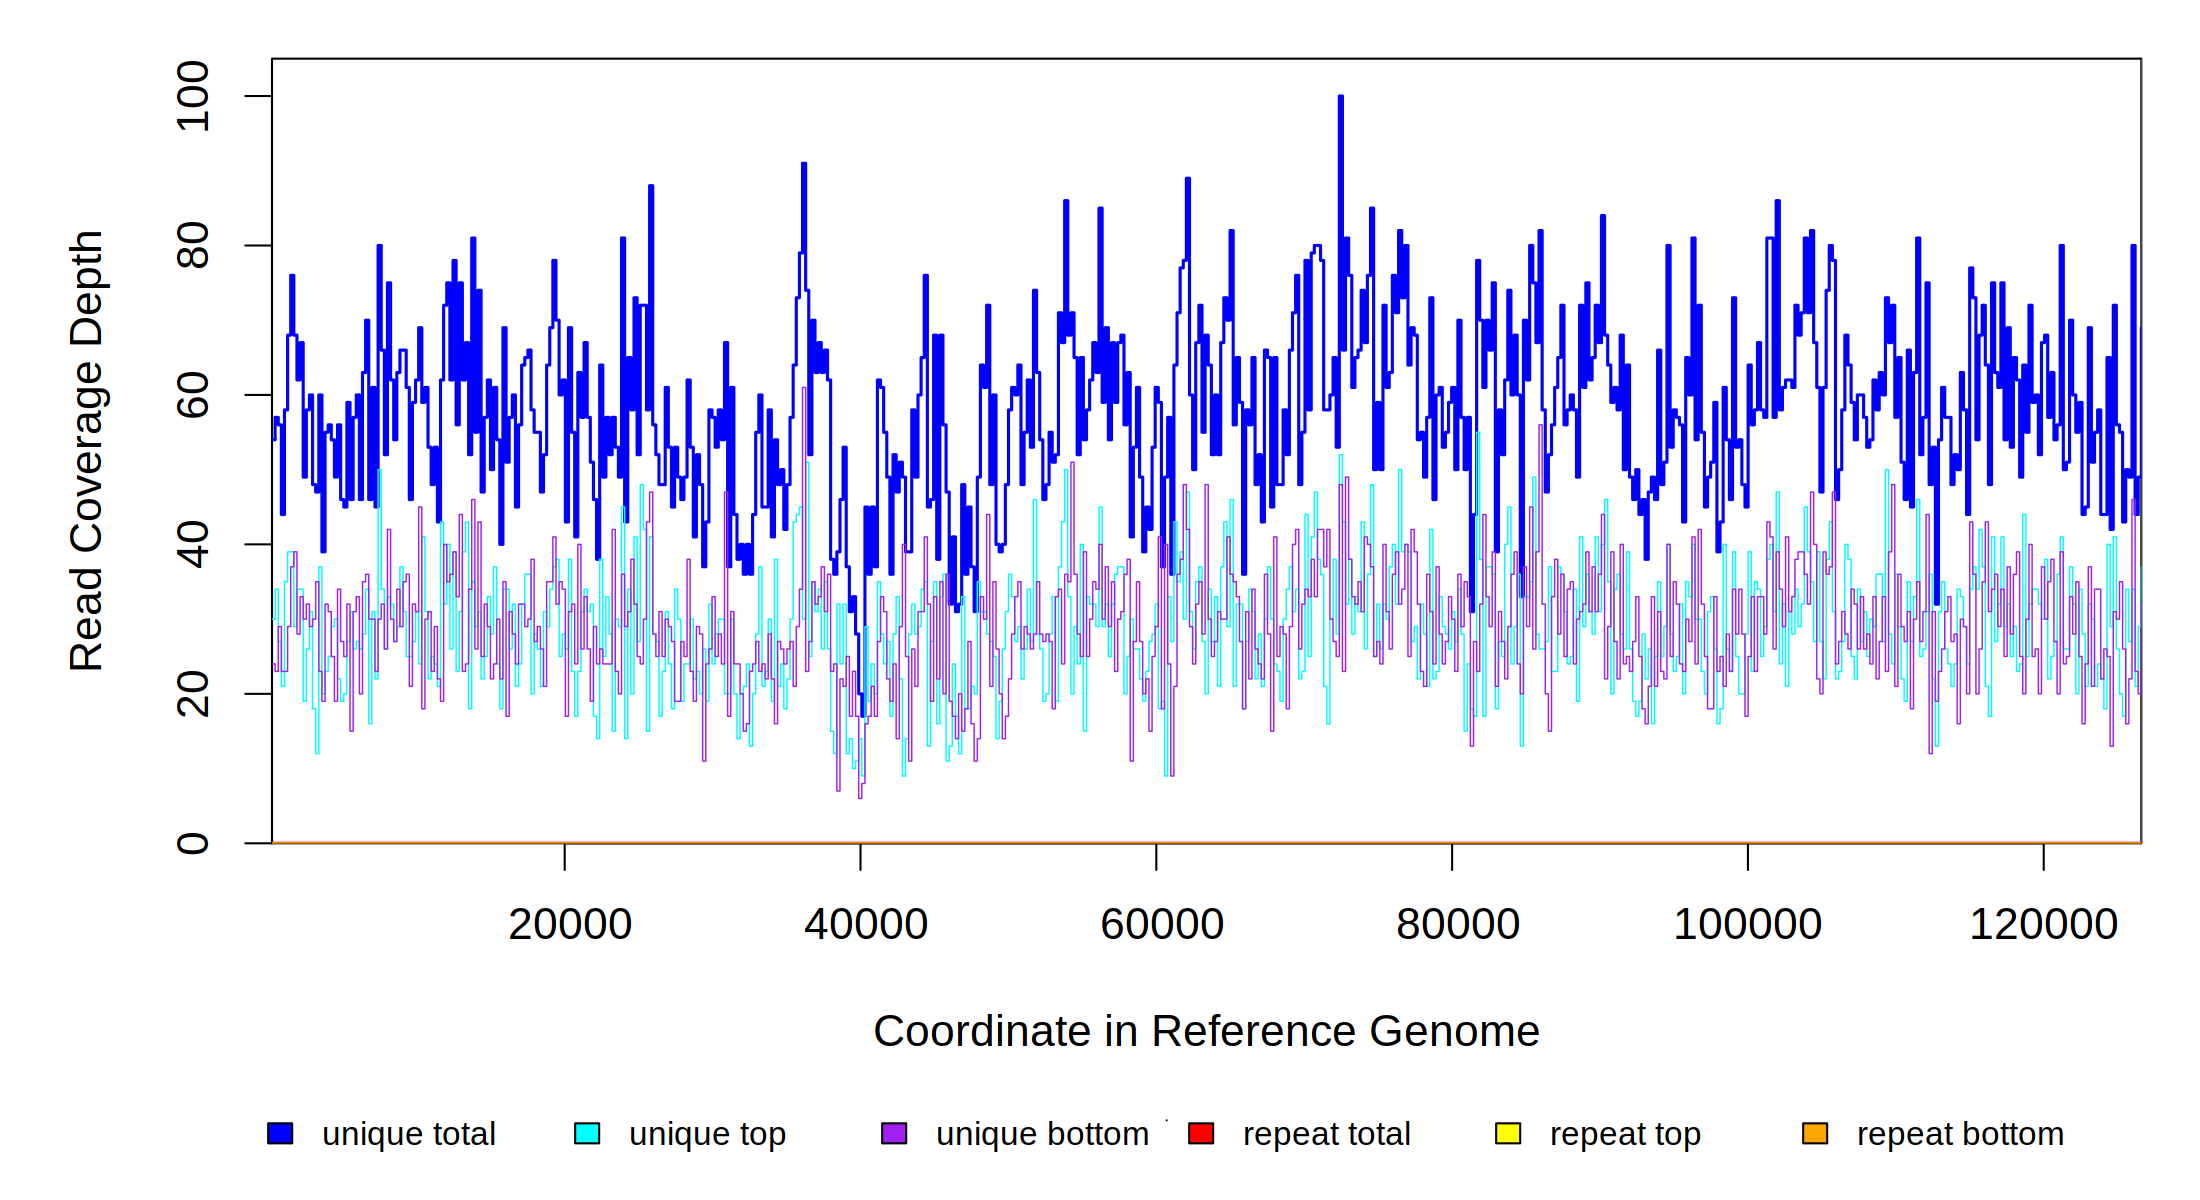 Read Coverage Depth
100
80
60
40
20
0
20000 40000 60000 80000 100000 120000
Coordinate in Reference Genome
unique total unique top unique bottom repeat total repeat top repeat bottom